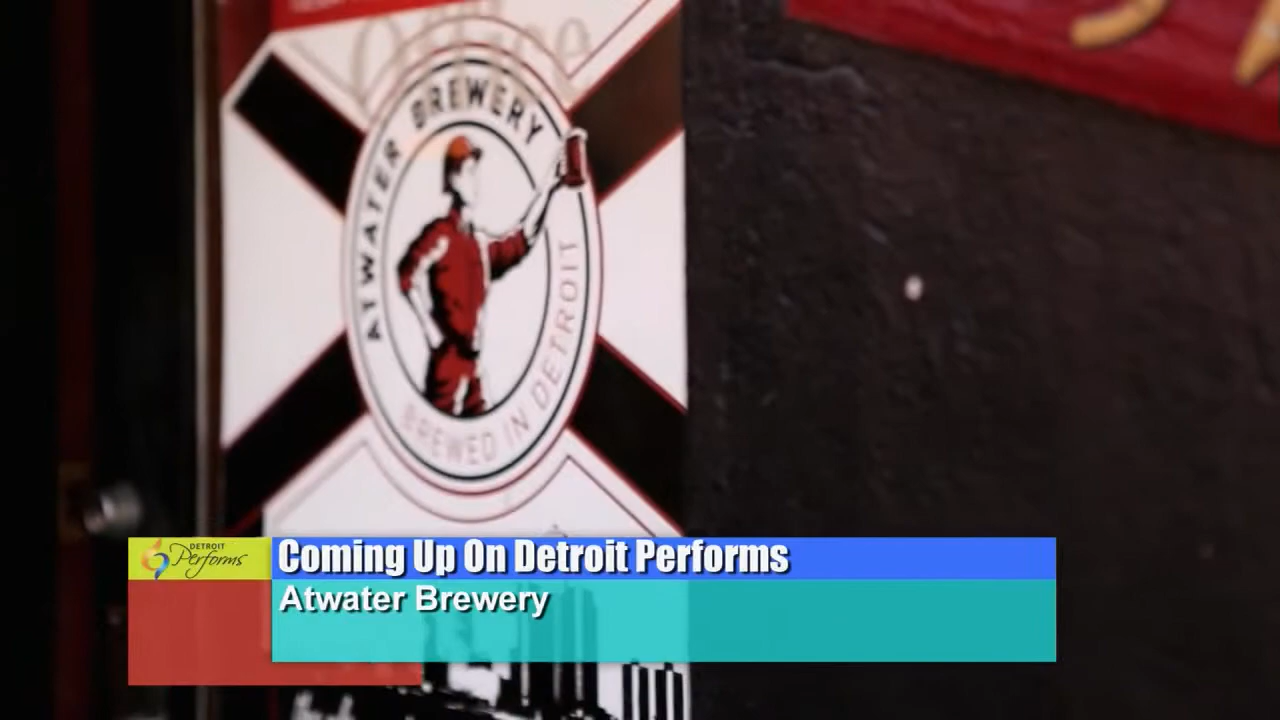 ATWATER BREWERY
BREWED IN DETROIT
DETROIT
Performs
Coming Up On Detroit Performs
Atwater Brewery